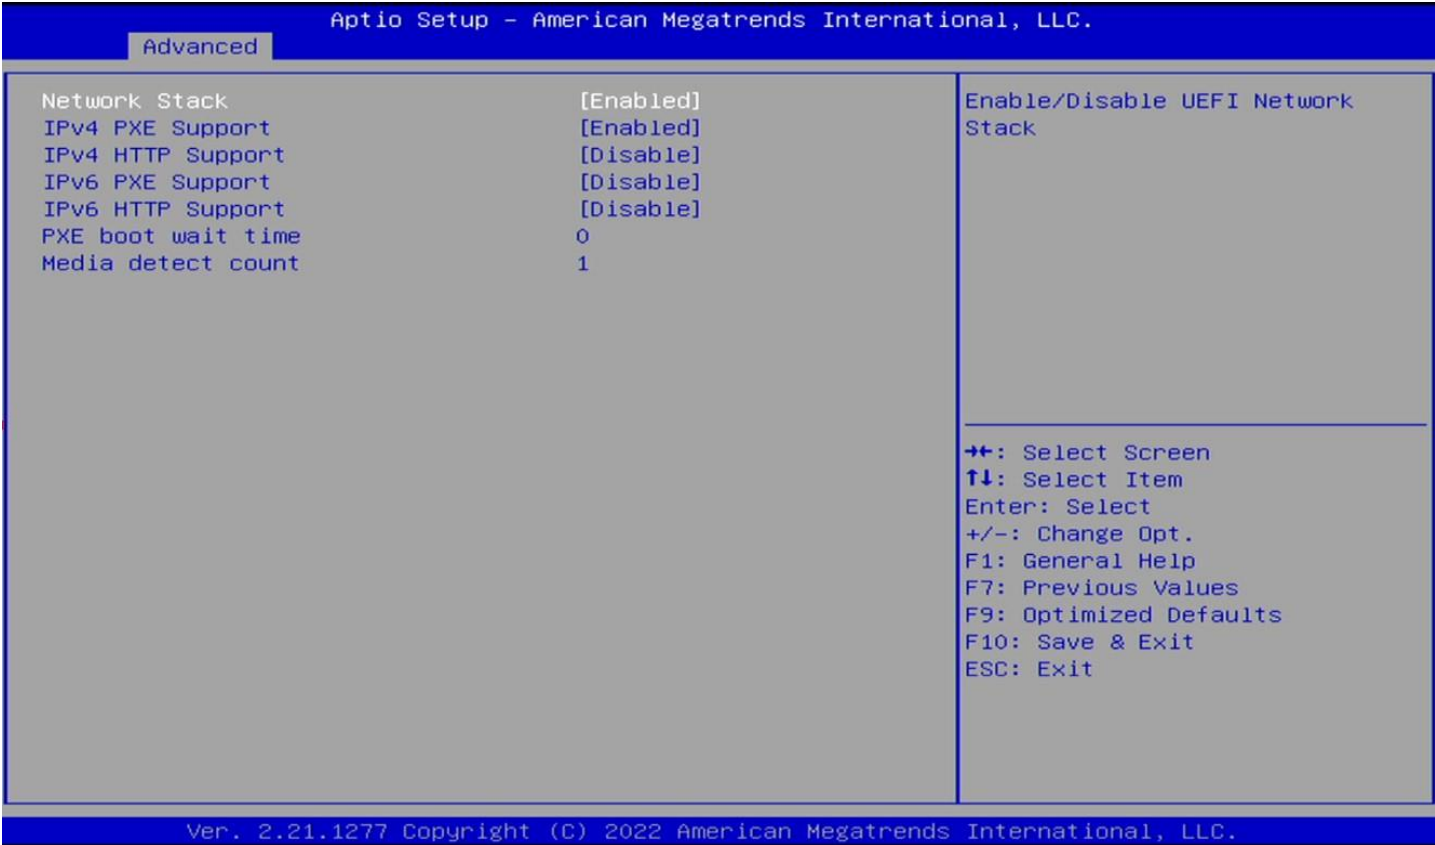 Aptio Setup – American Megatrends International, LLC.
Advanced
Network Stack [Enabled]
IPv4 PXE Support [Enabled]
IPv4 HTTP Support [Disable]
IPv6 PXE Support [Disable]
IPv6 HTTP Support [Disable]
PXE boot wait time 0
Media detect count 1
Enable/Disable UEFI Network
Stack
→←: Select Screen
↑↓: Select Item
Enter: Select
+/-: Change Opt.
F1: General Help
F7: Previous Values
F9: Optimized Defaults
F10: Save & Exit
ESC: Exit
Ver. 2.21.1277 Copyright (C) 2022 American Megatrends International, LLC.